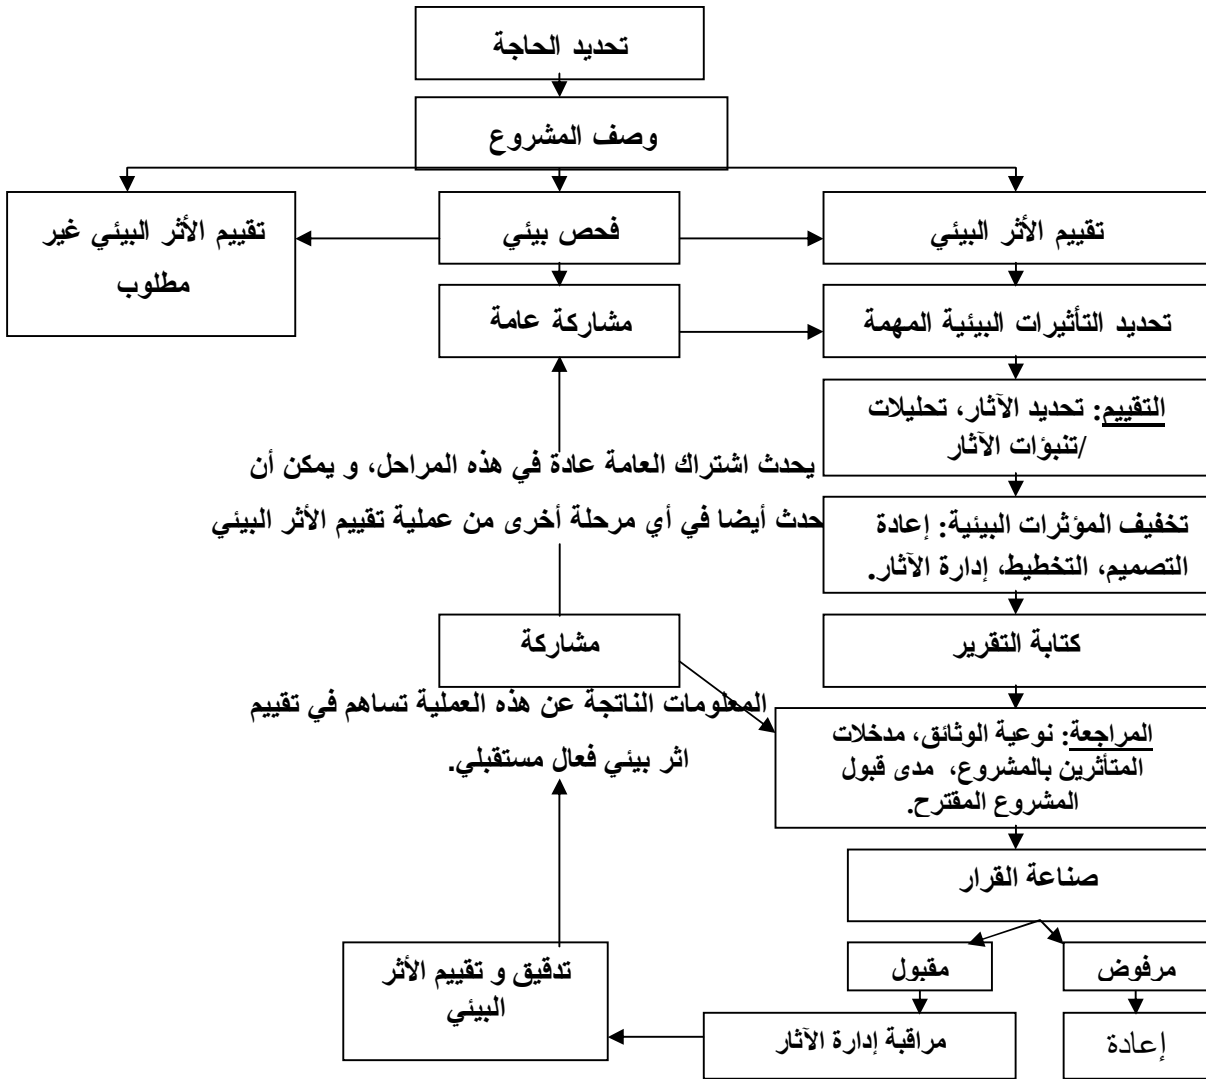 تحديد الحاجة
وصف المشروع
تقييم الأثر البيئي
فحص بيئي
تقييم الأثر البيئي غير
مطلوب
تحديد التأثيرات البيئية المهمة
مشاركة عامة
التقييم: تحديد الآثار، تحليلات
/تنبؤات الآثار
يحدث اشتراك العامة عادة في هذه المراحل، و يمكن أن
حدث أيضا في أي مرحلة أخرى من عملية تقييم الأثر البيئي
تخفيف المؤثرات البيئية: إعادة
التصميم، التخطيط، إدارة الآثار.
كتابة التقرير
مشاركة
المعلومات الناتجة عن هذه العملية تساهم في تقييم
اثر بيئي فعال مستقبلي.
المراجعة: نوعية الوثائق، مدخلات
المتأثرين بالمشروع، مدى قبول
المشروع المقترح.
صناعة القرار
مرفوض
مقبول
تدقيق و تقييم الأثر
البيئي
إعادة
مراقبة إدارة الآثار